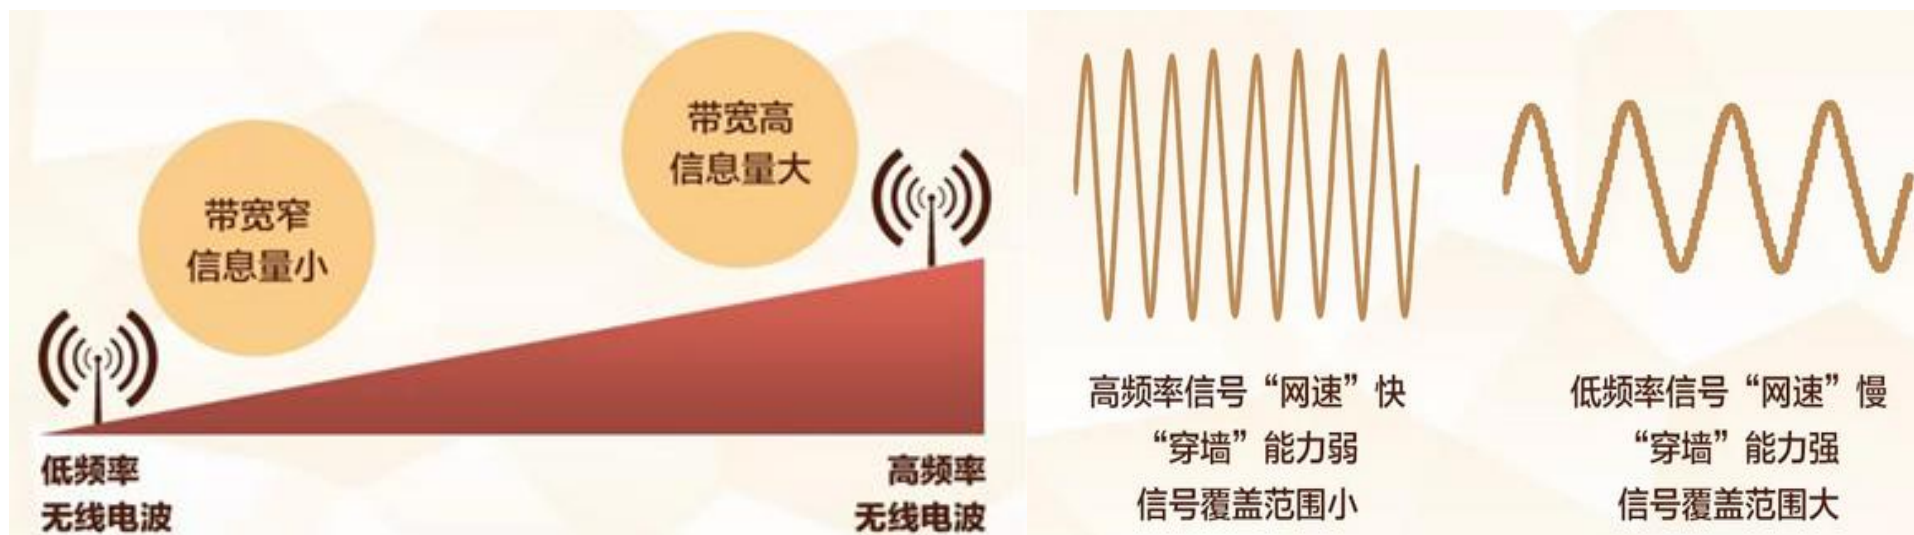 带宽窄
信息量小
带宽高
信息量大
低频率
无线电波
高频率
无线电波
高频率信号“网速”快
“穿墙”能力弱
信号覆盖范围小
低频率信号“网速”慢
“穿墙”能力强
信号覆盖范围大